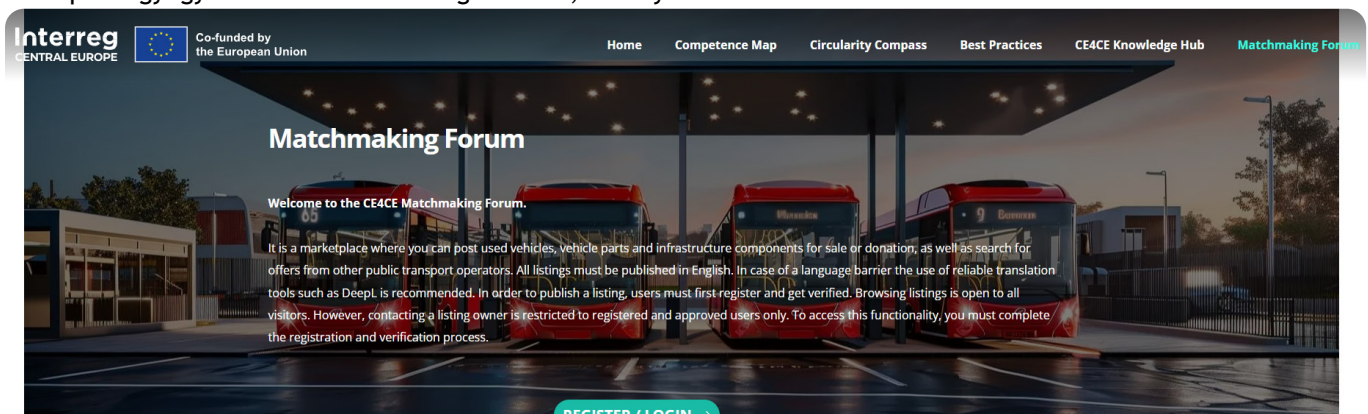 Interreg
CENTRAL EUROPE
Co-funded by
the European Union
Home
Competence Map
Circularity Compass
Best Practices
CE4CE Knowledge Hub
Matchmaking Forum
Matchmaking Forum
Welcome to the CE4CE Matchmaking Forum.
It is a marketplace where you can post used vehicles, vehicle parts and infrastructure components for sale or donation, as well as search for
offers from other public transport operators. All listings must be published in English. In case of a language barrier the use of reliable translation
tools such as DeepL is recommended. In order to publish a listing, users must first register and get verified. Browsing listings is open to all
visitors. However, contacting a listing owner is restricted to registered and approved users only. To access this functionality, you must complete
the registration and verification process.
85
9
REGISTER / LOGIN